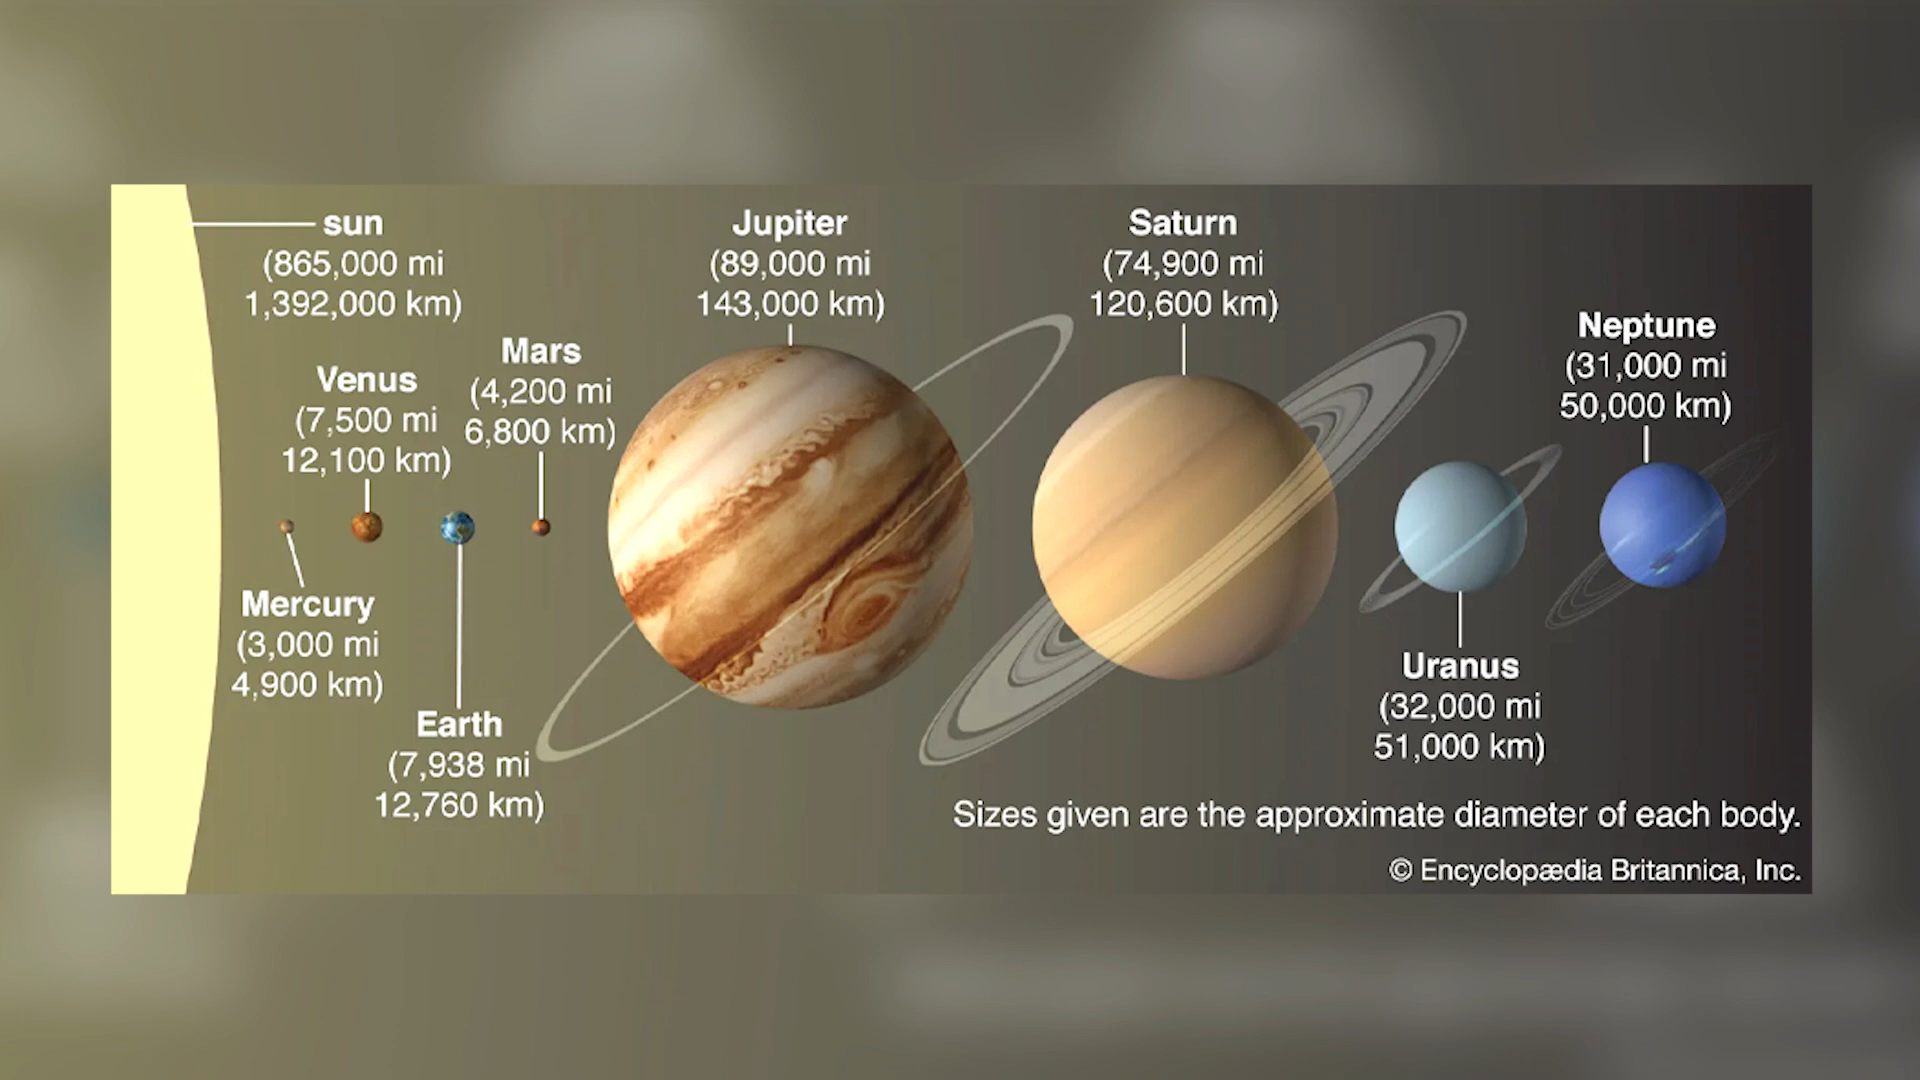 sun
(865,000 mi
1,392,000 km)
Mercury
(3,000 mi
4,900 km)
Venus
(7,500 mi
12,100 km)
Earth
(7,938 mi
12,760 km)
Mars
(4,200 mi
6,800 km)
Jupiter
(89,000 mi
143,000 km)
Saturn
(74,900 mi
120,600 km)
Uranus
(32,000 mi
51,000 km)
Neptune
(31,000 mi
50,000 km)
Sizes given are the approximate diameter of each body.
© Encyclopædia Britannica, Inc.